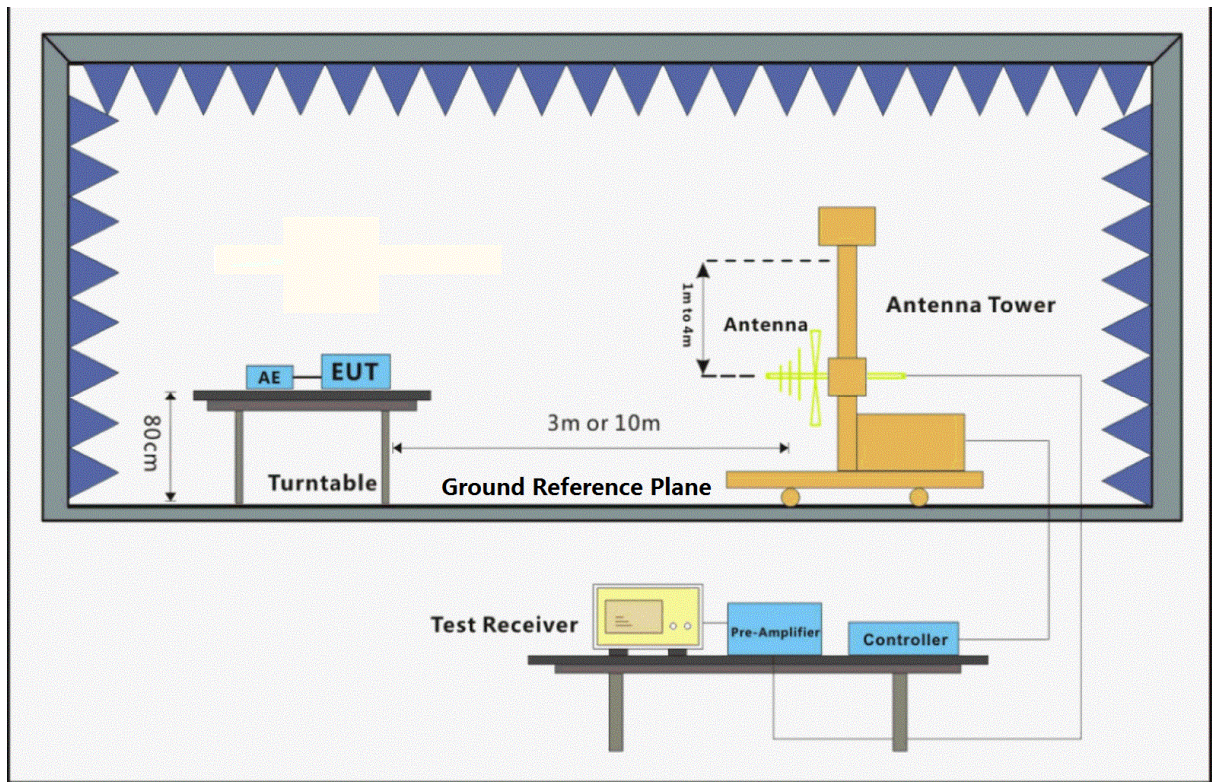 1m to 4m
Antenna
Antenna Tower
AE
EUT
80cm
3m or 10m
Turntable
Ground Reference Plane
Test Receiver
Pre-Amplifier
Controller